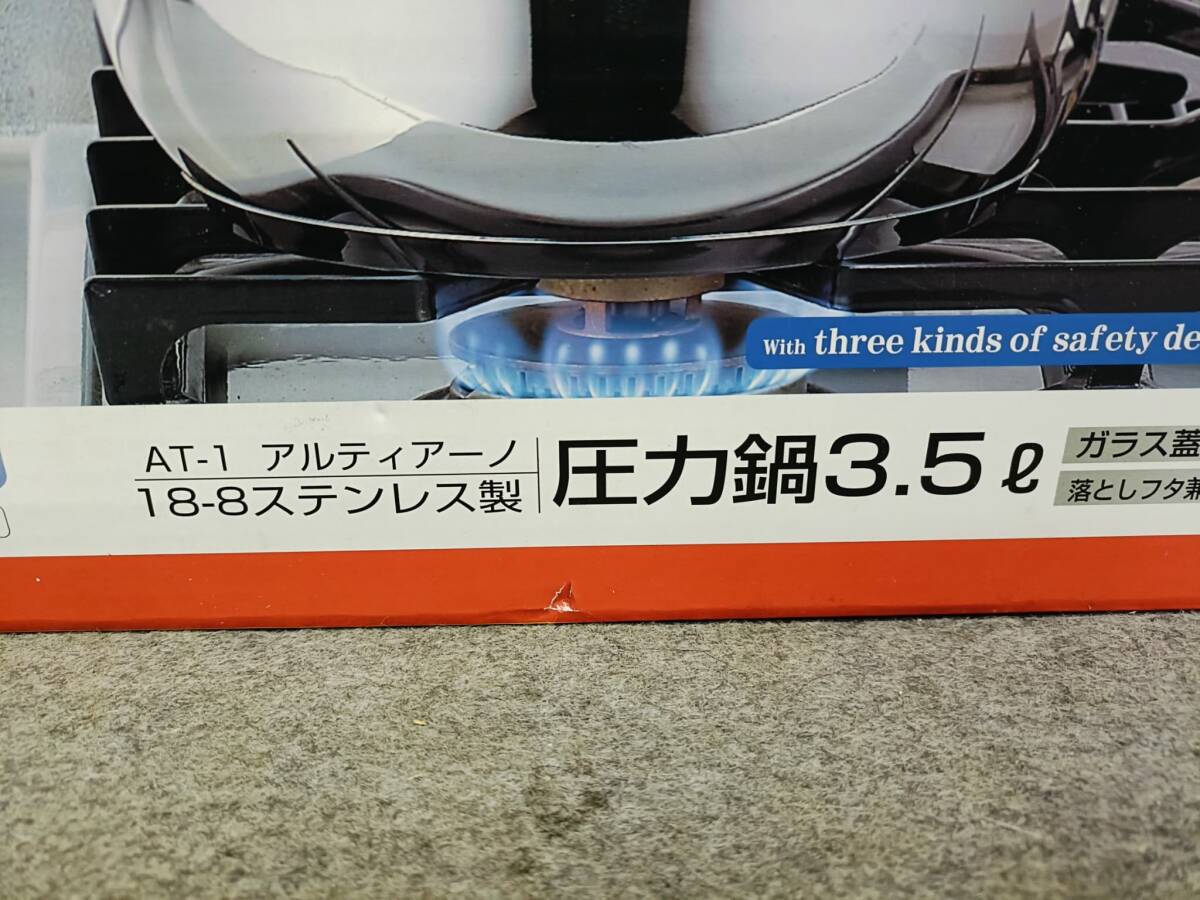 With three kinds of safety de
AT-1 アルティアーノ
18-8ステンレス製
圧力鍋3.5ℓ
ガラス蓋
落としフタ兼